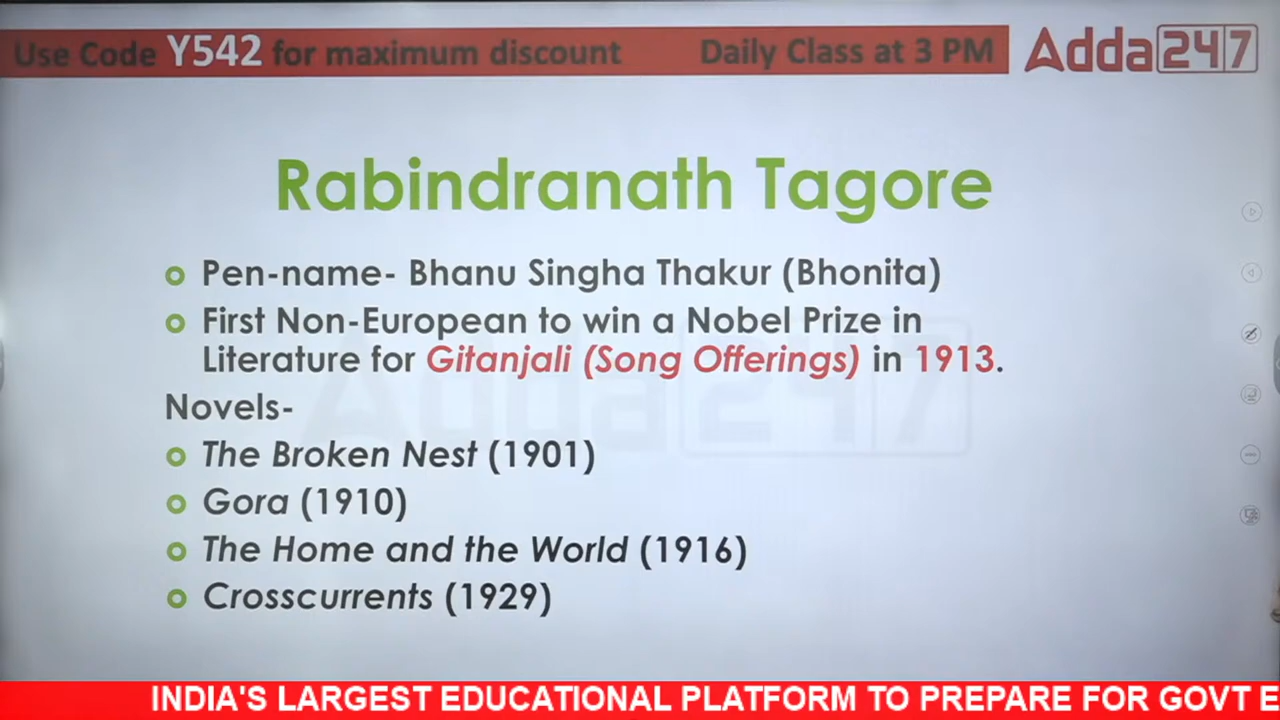 Use Code Y542 for maximum discount Daily Class at 3 PM Adda247
Rabindranath Tagore
Pen-name- Bhanu Singha Thakur (Bhonita)
First Non-European to win a Nobel Prize in
Literature for Gitanjali (Song Offerings) in 1913.
Adda247
Novels-
The Broken Nest (1901)
Gora (1910)
The Home and the World (1916)
Crosscurrents (1929)
INDIA'S LARGEST EDUCATIONAL PLATFORM TO PREPARE FOR GOVT E